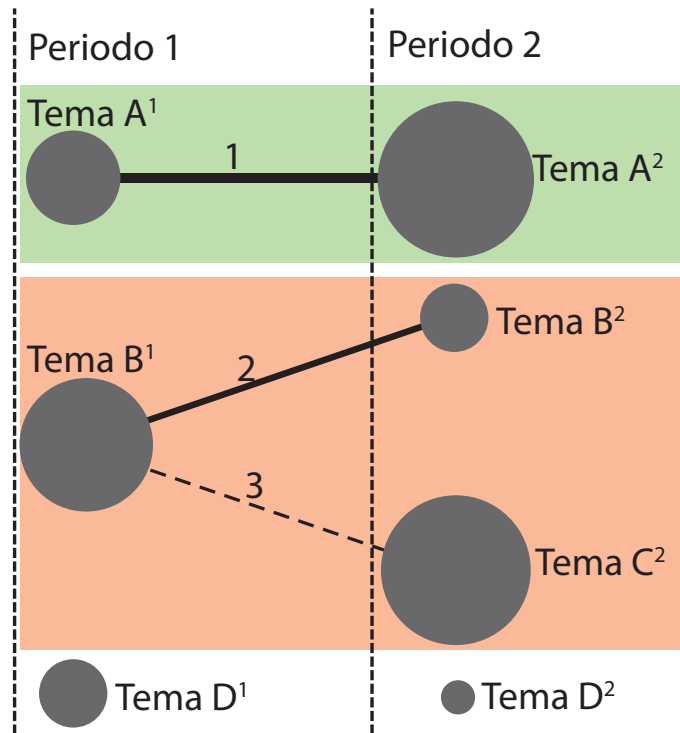 Periodo 1
Periodo 2
Tema A¹
1
Tema A²
Tema B²
Tema B¹
2
3
Tema C²
Tema D¹
Tema D²